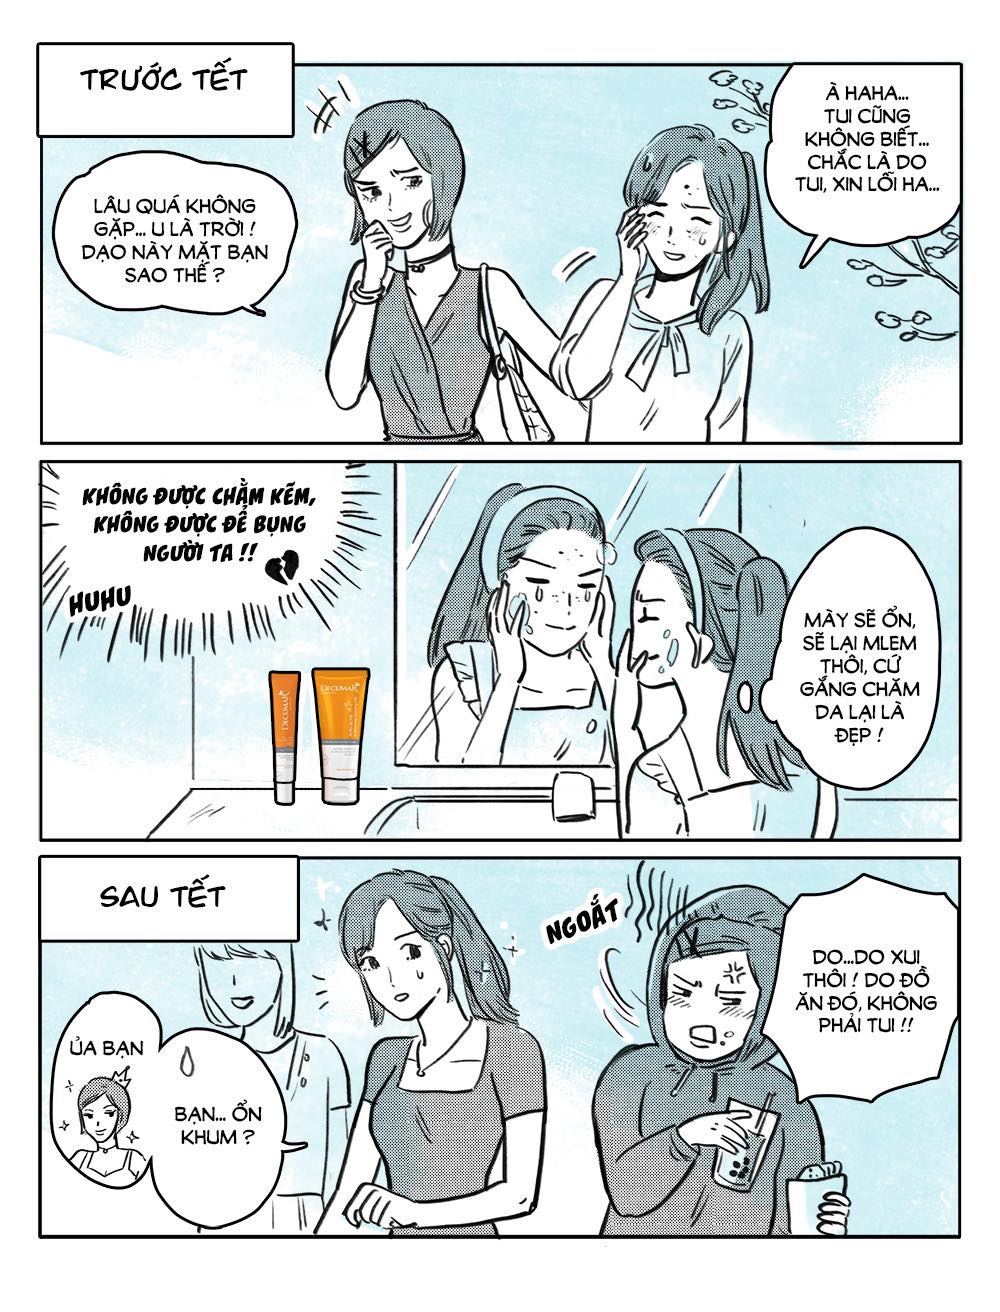 TRƯỚC TẾT
LÂU QUÁ KHÔNG
GẶP... U LÀ TRỜI !
DẠO NÀY MẶT BẠN
SAO THẾ ?
À HAHA...
TUI CŨNG
KHÔNG BIẾT...
CHẮC LÀ DO
TUI, XIN LỖI HA...
KHÔNG ĐƯỢC CHẰM KẼM,
KHÔNG ĐƯỢC ĐỂ BỤNG
NGƯỜI TA !!
HUHU
DECUMAR
DECUMAR
MÀY SẼ ỔN,
SẼ LẠI MLEM
THÔI, CỨ
GẮNG CHĂM
DA LẠI LÀ
ĐẸP !
SAU TẾT
ỦA BẠN
BẠN... ỔN
KHUM ?
NGOẮT
DO...DO XUI
THÔI ! DO ĐỒ
ĂN ĐÓ, KHÔNG
PHẢI TUI !!